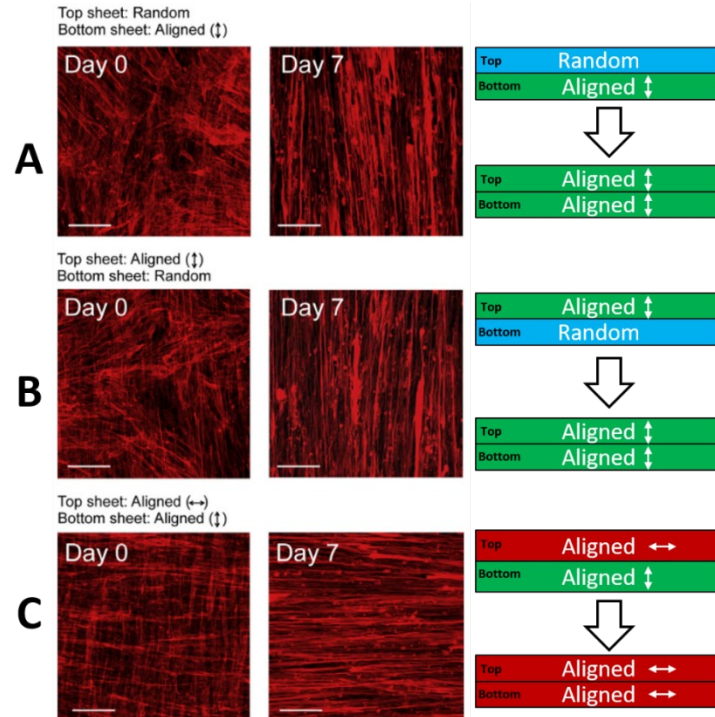 Top sheet: Random
Bottom sheet: Aligned (↕)
Day 0
Day 7
A
Top Random
Bottom Aligned ↕
Top Aligned ↕
Bottom Aligned ↕
Top sheet: Aligned (↕)
Bottom sheet: Random
Day 0
Day 7
B
Top Aligned ↕
Bottom Random
Top Aligned ↕
Bottom Aligned ↕
Top sheet: Aligned (↔)
Bottom sheet: Aligned (↕)
Day 0
Day 7
C
Top Aligned ↔
Bottom Aligned ↕
Top Aligned ↔
Bottom Aligned ↔